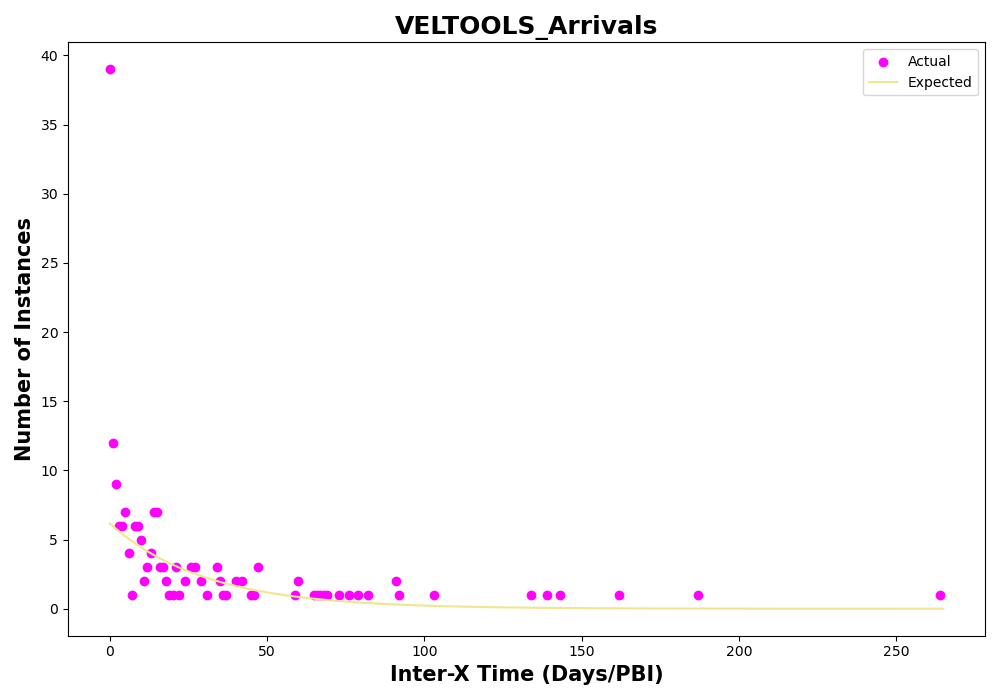 VELTOOLS_Arrivals
Actual
Expected
40
35
30
25
20
15
10
5
0
Number of Instances
0 50 100 150 200 250
Inter-X Time (Days/PBI)